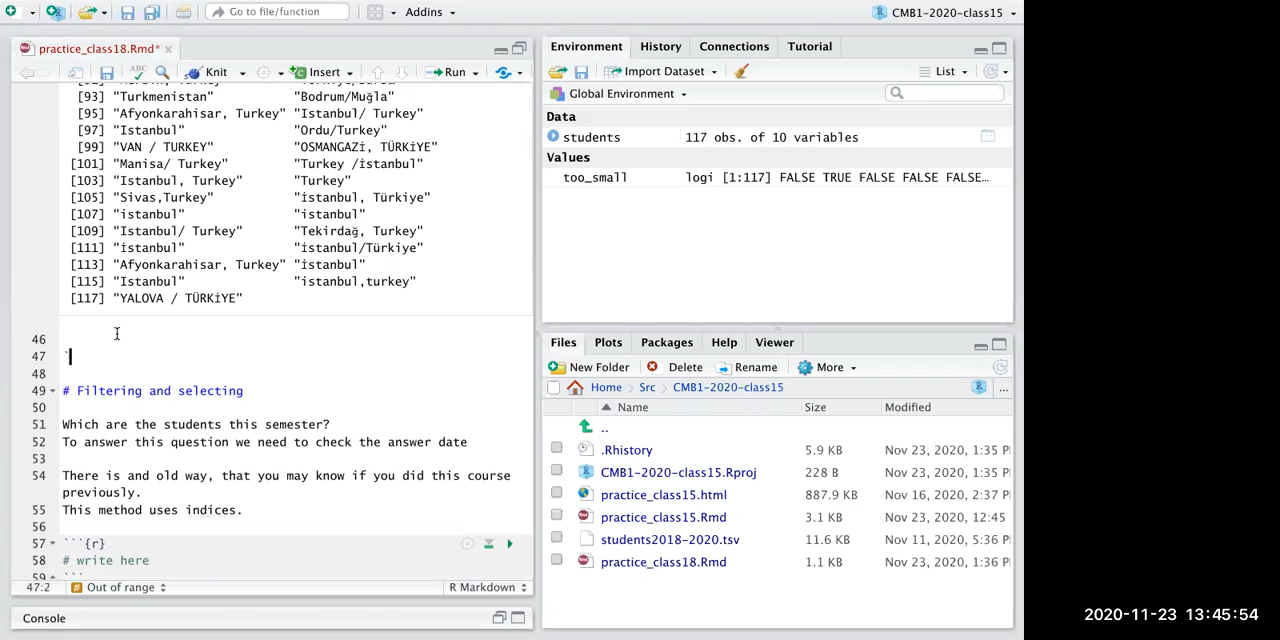 Go to file/function
Addins
CMB1-2020-class15
practice_class18.Rmd*
Knit
Insert
Run
[93] "Turkmenistan" "Bodrum/Muğla"
[95] "Afyonkarahisar, Turkey" "Istanbul/ Turkey"
[97] "Istanbul" "Ordu/Turkey"
[99] "VAN / TURKEY" "OSMANGAZİ, TÜRKİYE"
[101] "Manisa/ Turkey" "Turkey /istanbul"
[103] "Istanbul, Turkey" "Turkey"
[105] "Sivas,Turkey" "İstanbul, Türkiye"
[107] "istanbul" "istanbul"
[109] "Istanbul/ Turkey" "Tekirdağ, Turkey"
[111] "İstanbul" "İstanbul/Türkiye"
[113] "Afyonkarahisar, Turkey" "İstanbul"
[115] "Istanbul" "istanbul,turkey"
[117] "YALOVA / TÜRKİYE"
46
47 `
48
49 # Filtering and selecting
50
51 Which are the students this semester?
52 To answer this question we need to check the answer date
53
54 There is and old way, that you may know if you did this course
previously.
55 This method uses indices.
56
57 ```{r}
58 # write here
59 ```
47:2 # Out of range R Markdown
Console
Environment History Connections Tutorial
Import Dataset List
Global Environment
Data
students 117 obs. of 10 variables
Values
too_small logi [1:117] FALSE TRUE FALSE FALSE FALSE…
Files Plots Packages Help Viewer
New Folder Delete Rename More
Home Src CMB1-2020-class15 ...
Name Size Modified
..
.Rhistory 5.9 KB Nov 23, 2020, 1:35 P
CMB1-2020-class15.Rproj 228 B Nov 23, 2020, 1:35 P
practice_class15.html 887.9 KB Nov 16, 2020, 2:37 P
practice_class15.Rmd 3.1 KB Nov 23, 2020, 12:45
students2018-2020.tsv 11.6 KB Nov 11, 2020, 5:36 P
practice_class18.Rmd 1.1 KB Nov 23, 2020, 1:36 P
2020-11-23 13:45:54